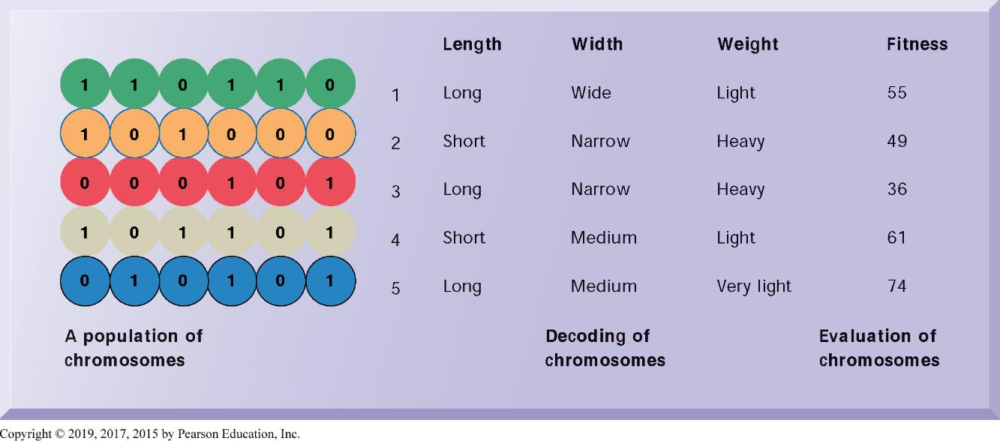 Length Width Weight Fitness
1 1 0 1 1 0 1 Long Wide Light 55
1 0 1 0 0 0 2 Short Narrow Heavy 49
0 0 0 1 0 1 3 Long Narrow Heavy 36
1 0 1 1 0 1 4 Short Medium Light 61
0 1 0 1 0 1 5 Long Medium Very light 74
A population of Decoding of Evaluation of
chromosomes chromosomes chromosomes
Copyright © 2019, 2017, 2015 by Pearson Education, Inc.